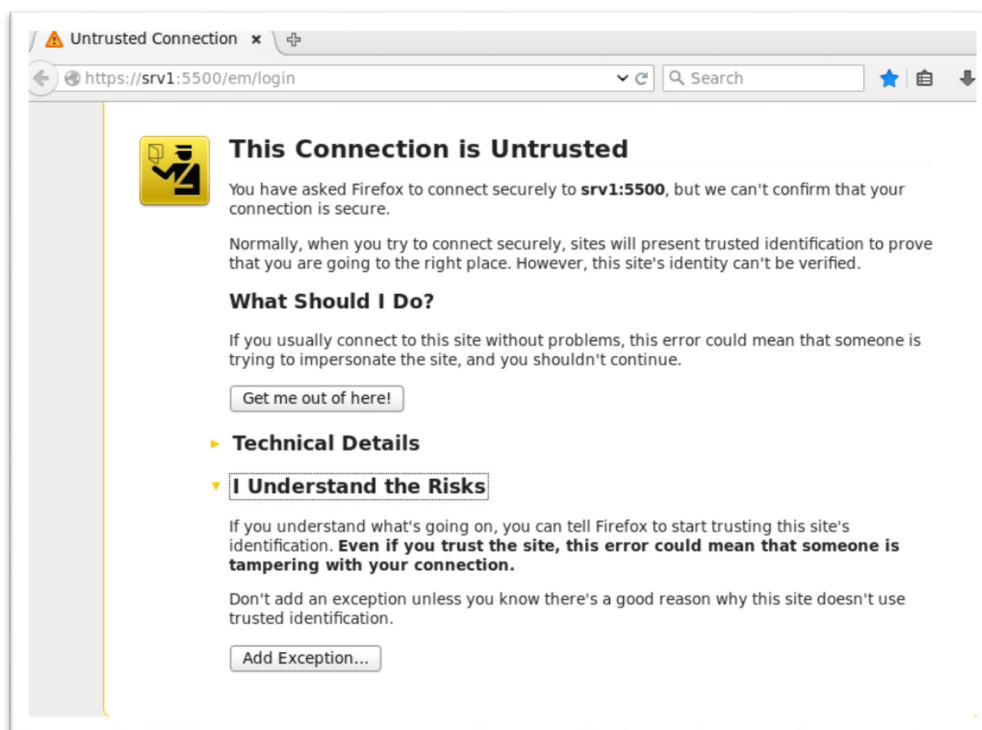 Untrusted Connection
https://srv1:5500/em/login
Search
This Connection is Untrusted
You have asked Firefox to connect securely to srv1:5500, but we can't confirm that your
connection is secure.
Normally, when you try to connect securely, sites will present trusted identification to prove
that you are going to the right place. However, this site's identity can't be verified.
What Should I Do?
If you usually connect to this site without problems, this error could mean that someone is
trying to impersonate the site, and you shouldn't continue.
Get me out of here!
Technical Details
I Understand the Risks
If you understand what's going on, you can tell Firefox to start trusting this site's
identification. Even if you trust the site, this error could mean that someone is
tampering with your connection.
Don't add an exception unless you know there's a good reason why this site doesn't use
trusted identification.
Add Exception...